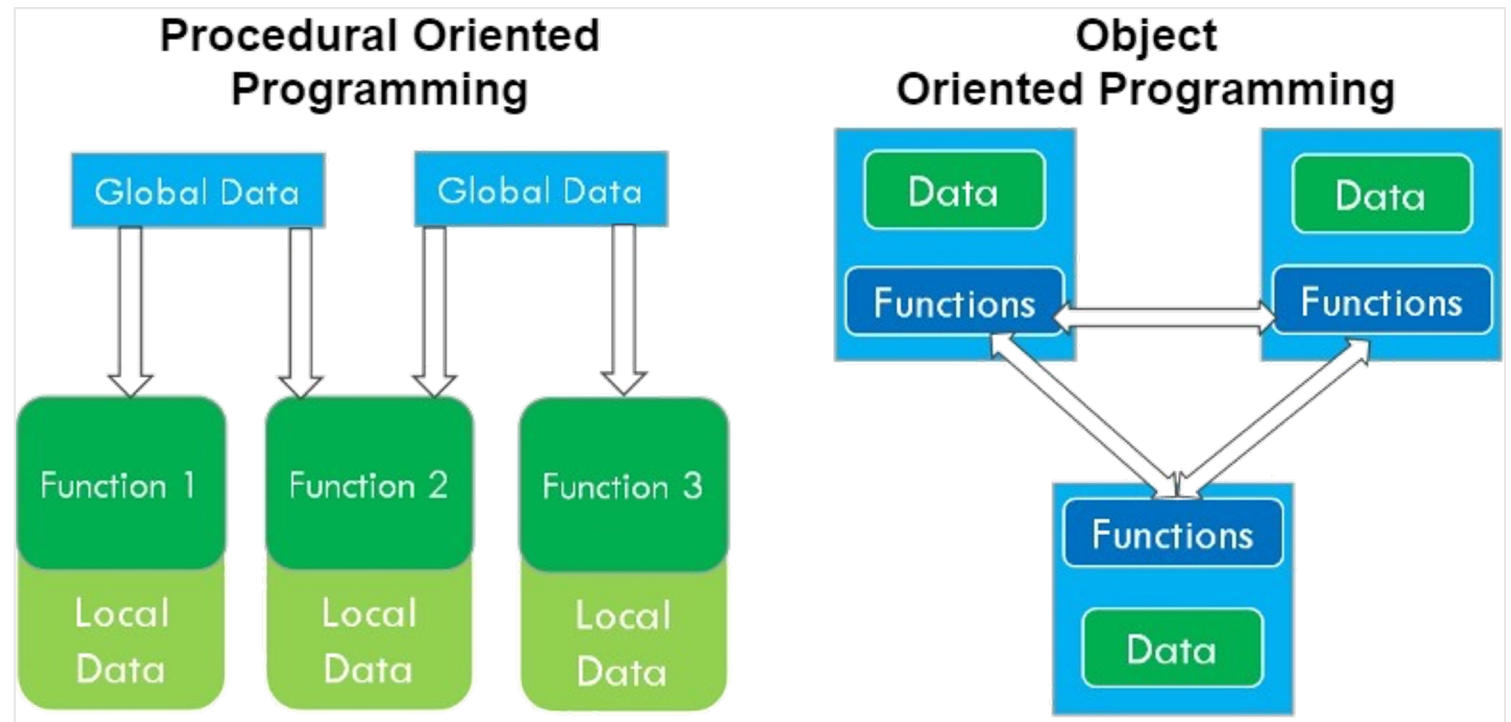 Procedural Oriented
Programming
Global Data
Global Data
Function 1
Function 2
Function 3
Local
Data
Local
Data
Local
Data
Object
Oriented Programming
Data
Functions
Data
Functions
Functions
Data